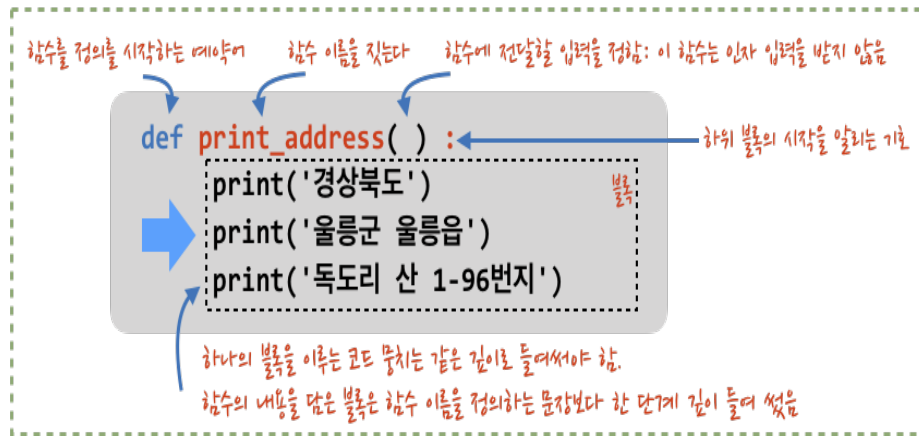 함수를 정의를 시작하는 예약어 함수 이름을 짓는다 함수에 전달할 입력을 정함: 이 함수는 인자 입력을 받지 않음
def print_address( ) :
하위 블록의 시작을 알리는 기호
print('경상북도')
블록
print('울릉군 울릉읍')
print('독도리 산 1-96번지')
하나의 블록을 이루는 코드 뭉치는 같은 깊이로 들여써야 함.
함수의 내용을 담은 블록은 함수 이름을 정의하는 문장보다 한 단계 깊이 들여 썼음